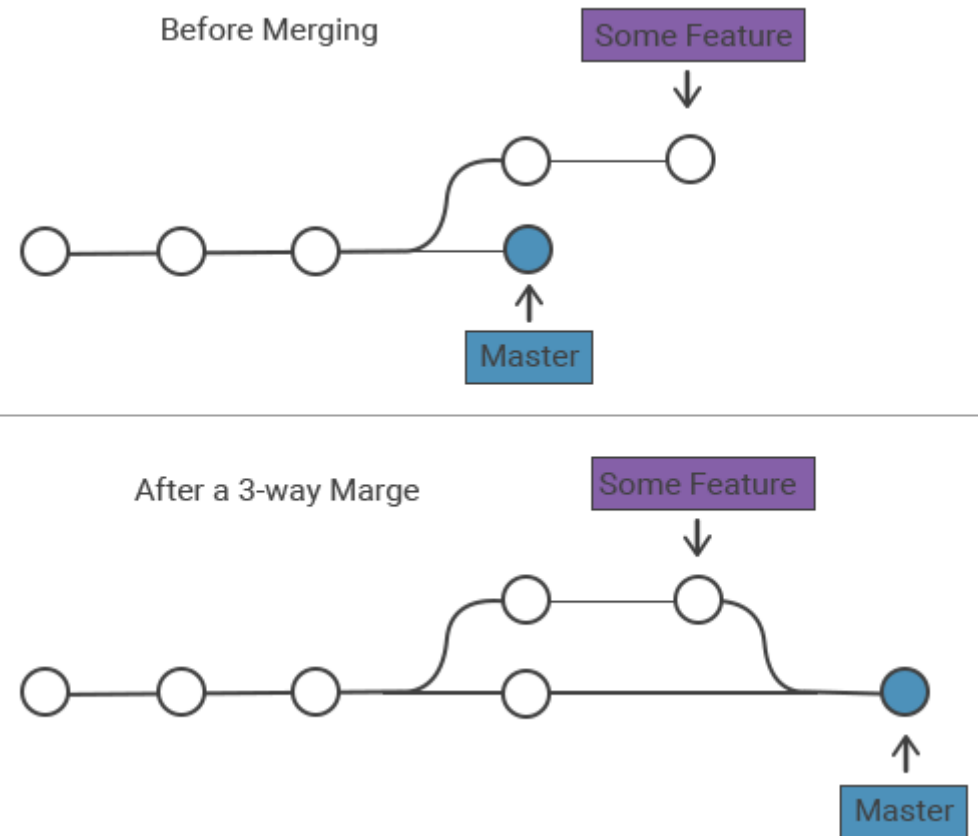 Before Merging
Some Feature
Master
After a 3-way Marge
Some Feature
Master